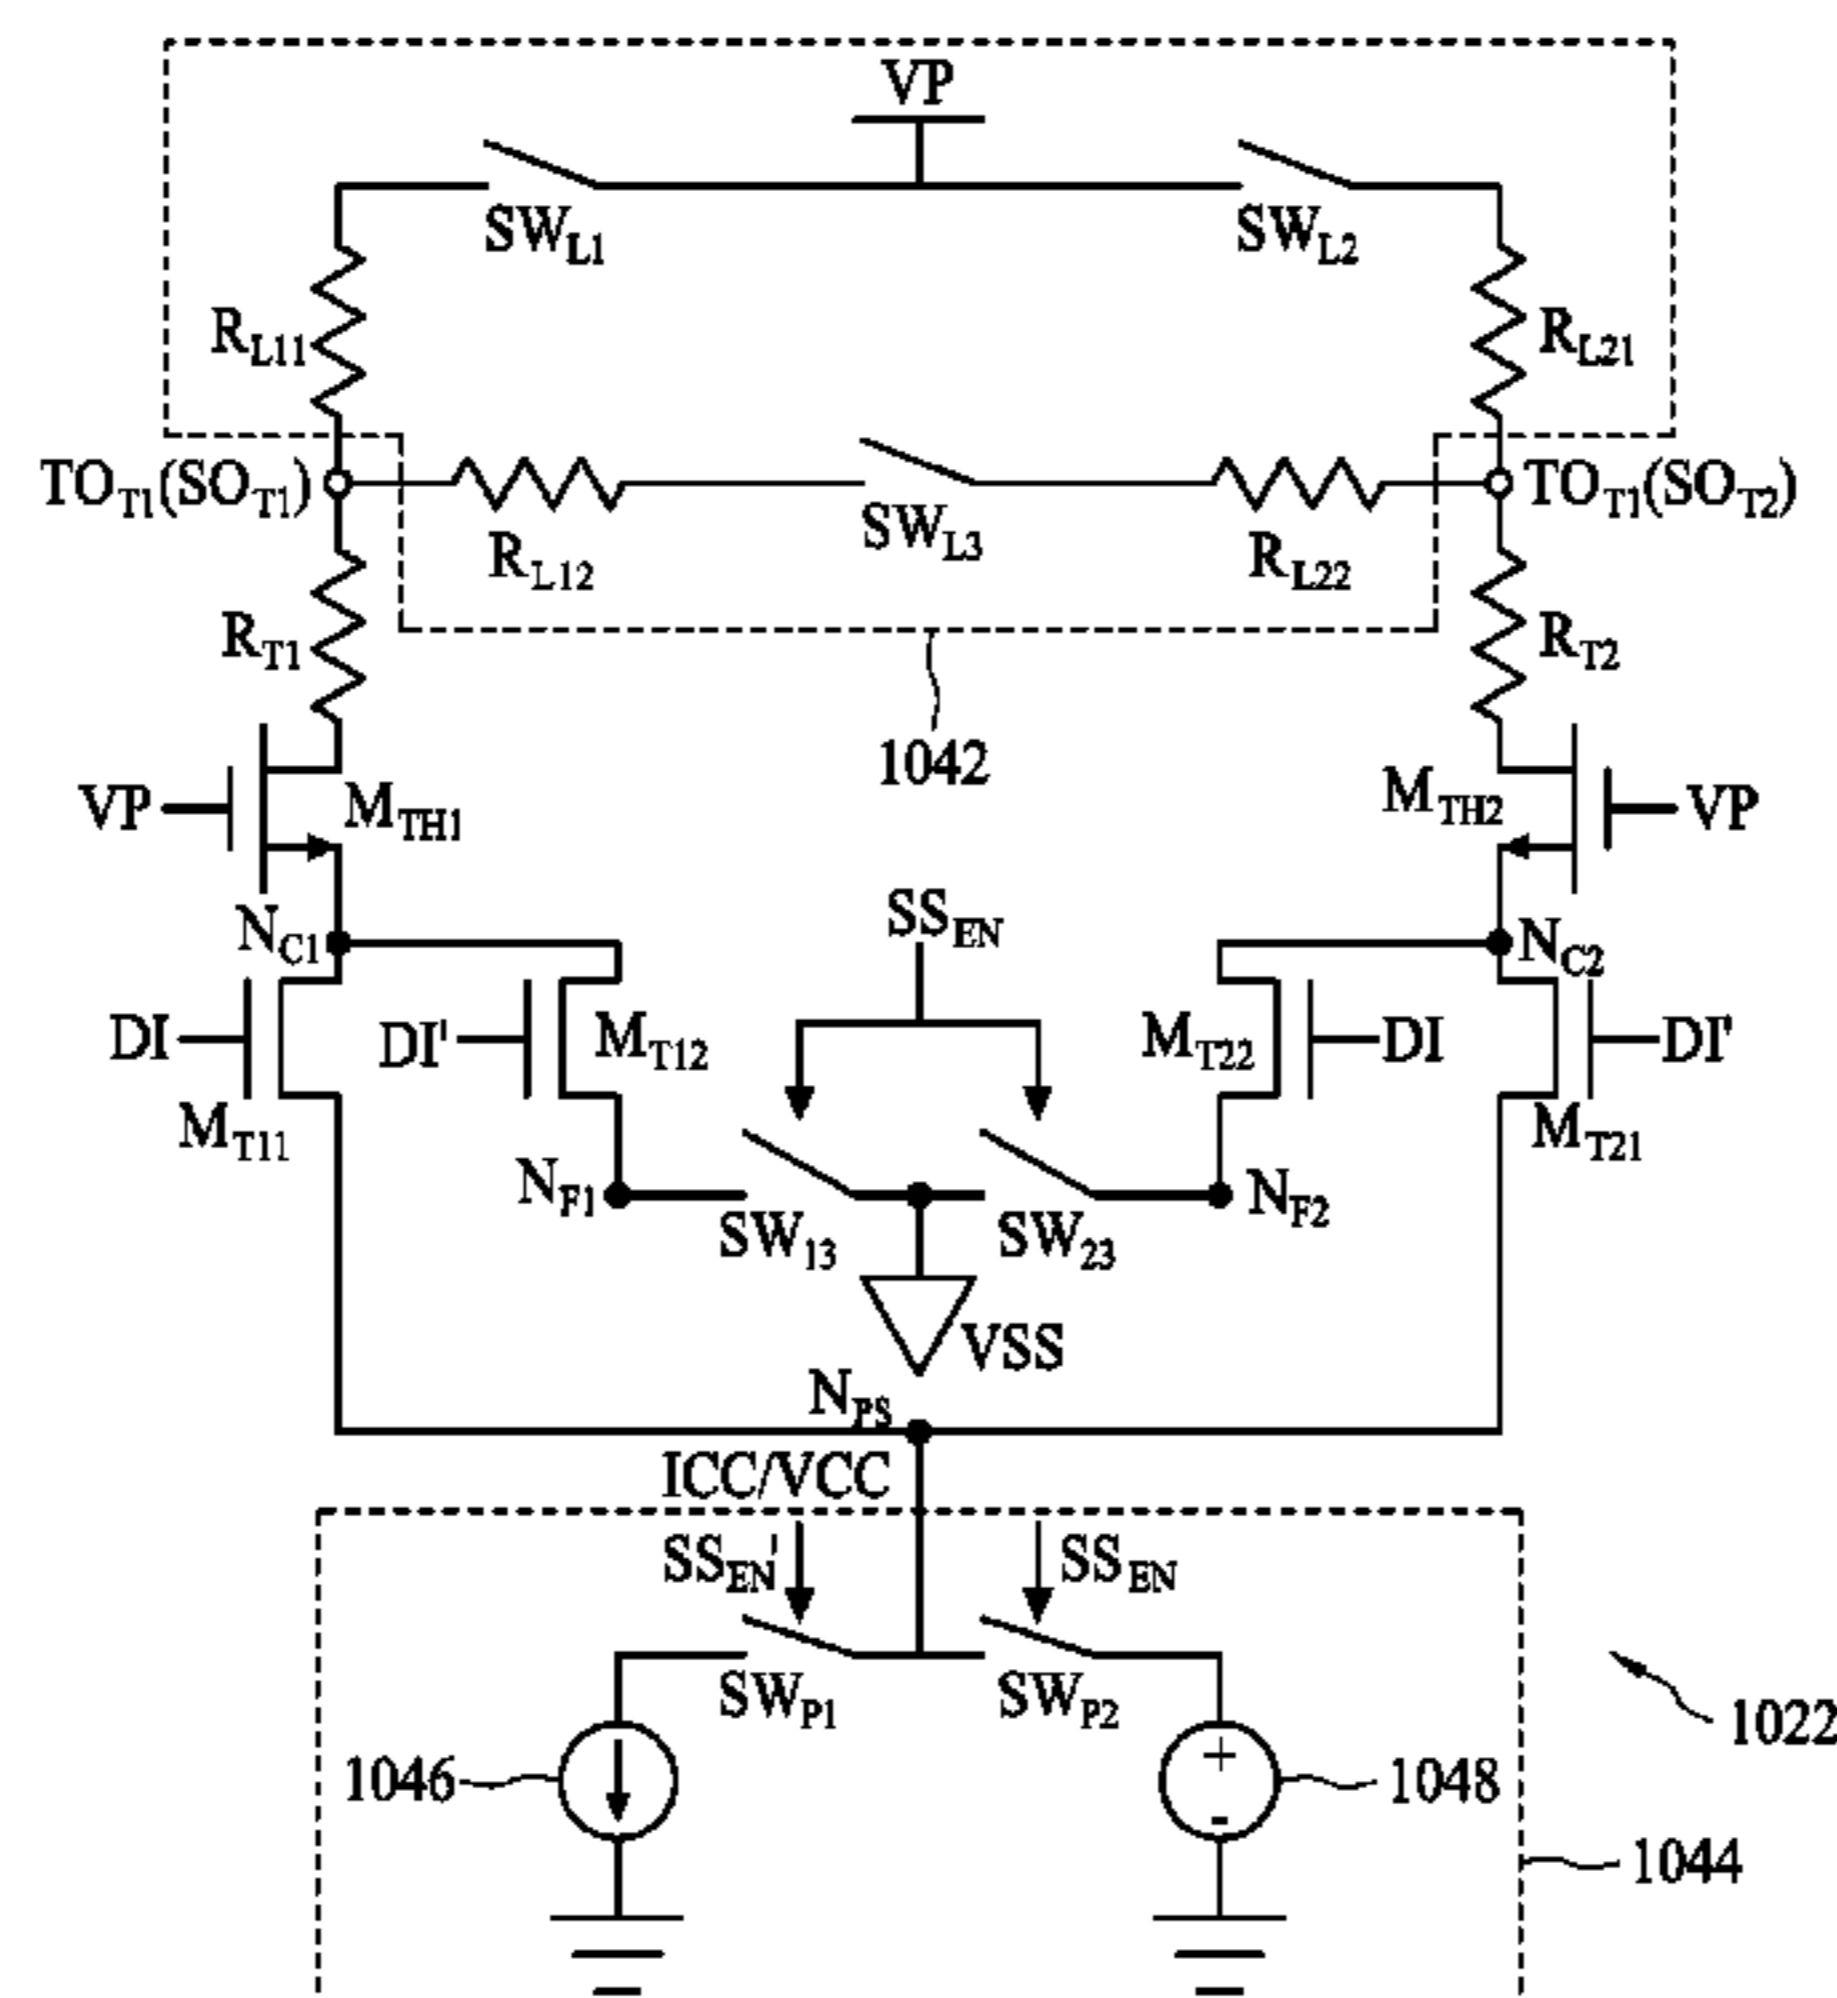 VP
SWL1
SWL2
RL11
RL21
TOT1(SOT1)
TOT1(SOT2)
RL12
SWL3
RL22
RT1
RT2
1042
VP
MTH1
MTH2
VP
NC1
SSEN
NC2
DI
DI'
MT12
MT22
DI
DI'
MT11
MT21
NF1
NF2
SW13
SW23
VSS
NPS
ICC/VCC
SSEN'
SSEN
SWP1
SWP2
1022
1046
1048
+
-
1044